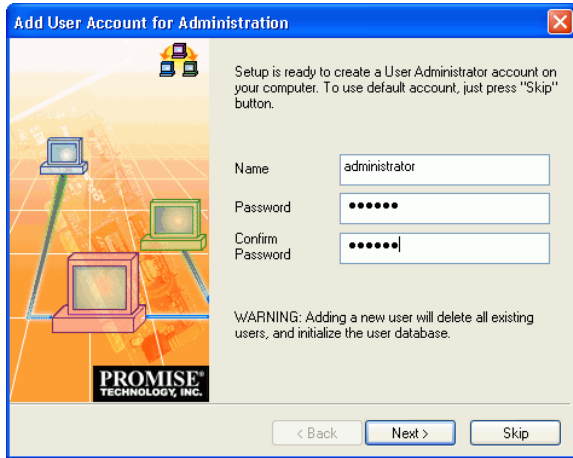 Add User Account for Administration
Setup is ready to create a User Administrator account on
your computer. To use default account, just press "Skip"
button.
Name
administrator
Password
●●●●●●
Confirm
Password
●●●●●●
WARNING: Adding a new user will delete all existing
users, and initialize the user database.
PROMISE®
TECHNOLOGY, INC.
< Back
Next >
Skip